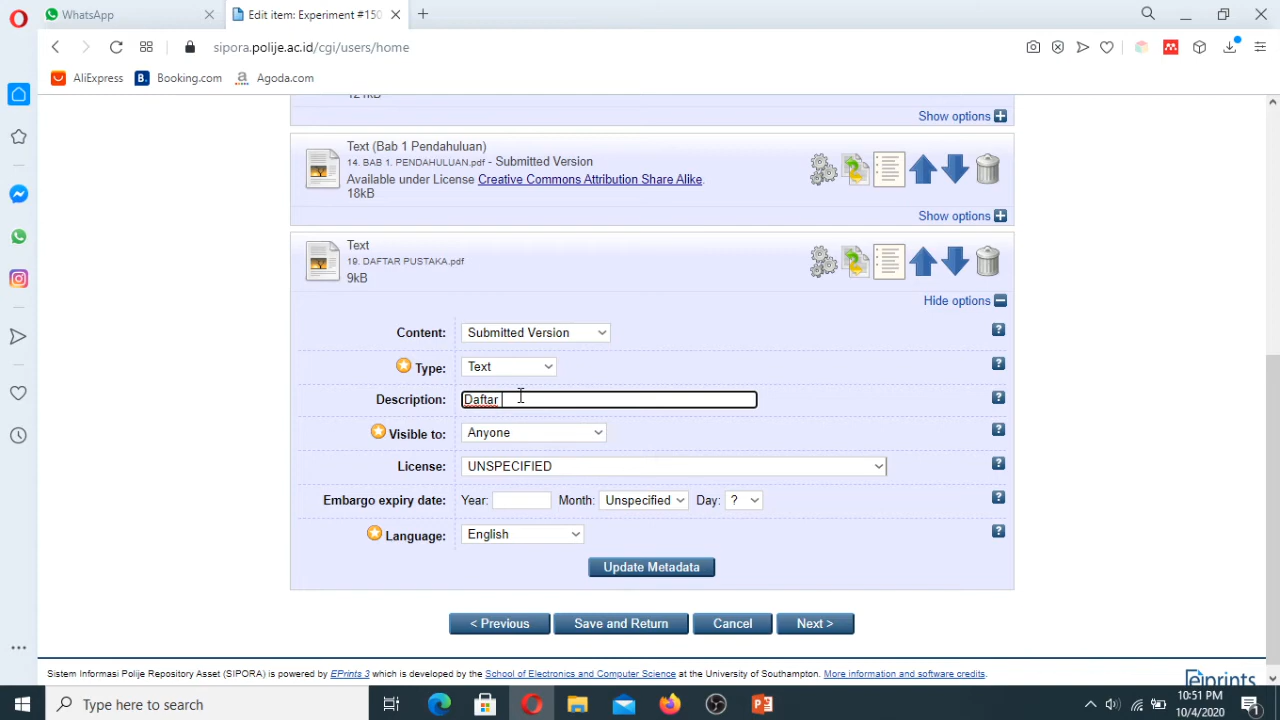 WhatsApp
Edit item: Experiment #150
sipora.polije.ac.id/cgi/users/home
AliExpress
Booking.com
Agoda.com
Show options
Text (Bab 1 Pendahuluan)
14. BAB 1. PENDAHULUAN.pdf - Submitted Version
Available under License Creative Commons Attribution Share Alike.
18kB
Show options
Text
19. DAFTAR PUSTAKA.pdf
9kB
Hide options
Content: Submitted Version
Type: Text
Description: Daftar
Visible to: Anyone
License: UNSPECIFIED
Embargo expiry date: Year: Month: Unspecified Day: ?
Language: English
Update Metadata
< Previous Save and Return Cancel Next >
Sistem Informasi Polije Repository Asset (SIPORA) is powered by EPrints 3 which is developed by the School of Electronics and Computer Science at the University of Southampton. More information and software credits.
eprints
Type here to search
10:51 PM
10/4/2020